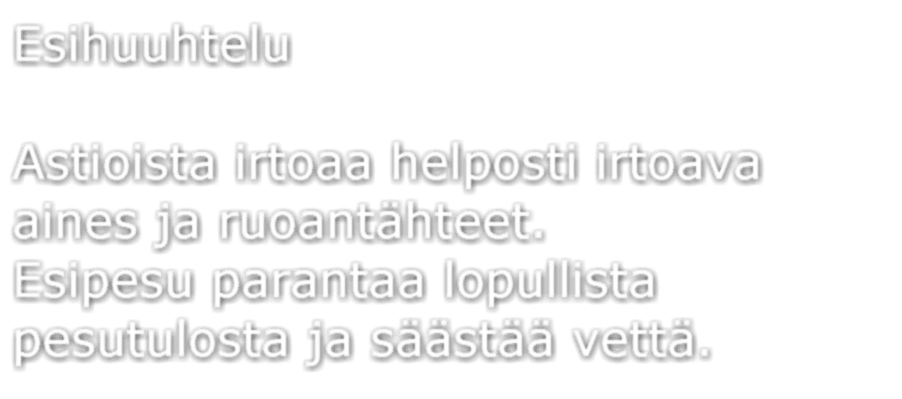 Esihuuhtelu
Astioista irtoaa helposti irtoava
aines ja ruoantähteet.
Esipesu parantaa lopullista
pesutulosta ja säästää vettä.